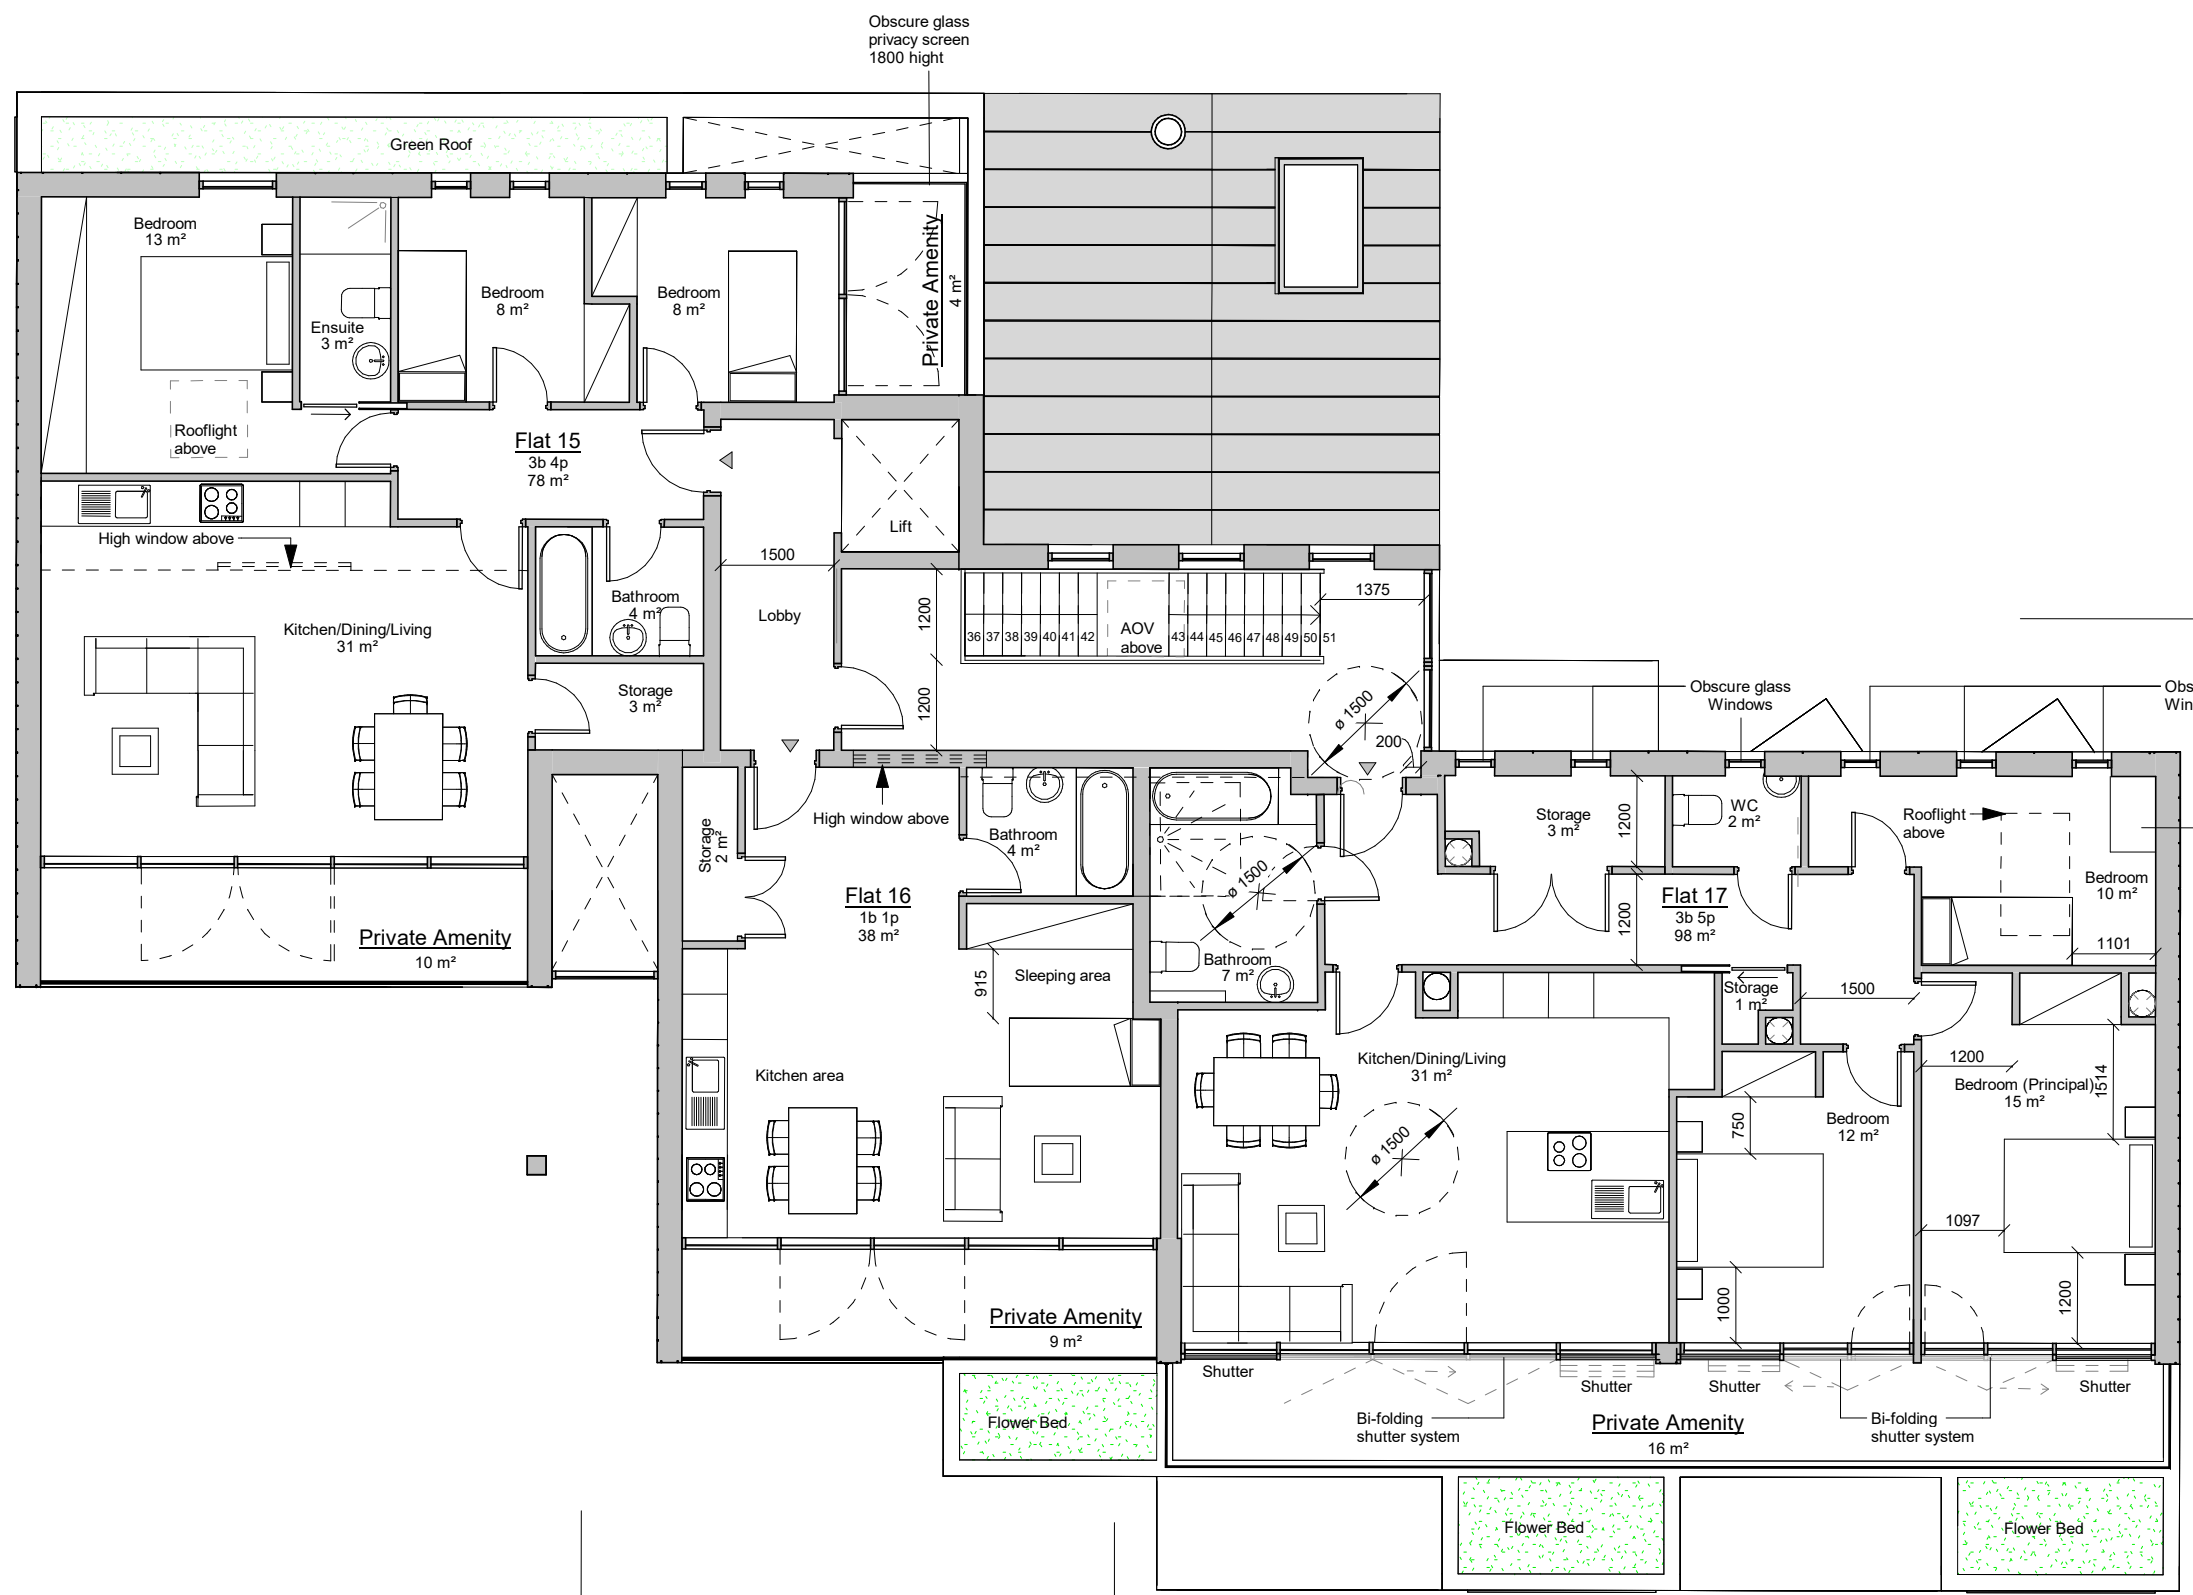 Obscure glass
privacy screen
1800 hight
Green Roof
Bedroom
13 m²
Ensuite
3 m²
Bedroom
8 m²
Bedroom
8 m²
Private Amenity
4 m²
Rooflight
above
Flat 15
3b 4p
78 m²
Lift
High window above
1500
Bathroom
4 m²
Lobby
Kitchen/Dining/Living
31 m²
Storage
3 m²
1200
1200
36 37 38 39 40 41 42
AOV
above
43 44 45 46 47 48 49 50 51
1375
ø 1500
200
Obscure glass
Windows
Obs
Win
Private Amenity
10 m²
Storage
2 m²
High window above
Bathroom
4 m²
Flat 16
1b 1p
38 m²
915
Sleeping area
Kitchen area
Private Amenity
9 m²
ø 1500
Bathroom
7 m²
Storage
3 m²
1200
1200
WC
2 m²
Flat 17
3b 5p
98 m²
Rooflight
above
Bedroom
10 m²
1101
Storage
1 m²
1500
Kitchen/Dining/Living
31 m²
ø 1500
1200
1514
Bedroom (Principal)
15 m²
750
Bedroom
12 m²
1097
1000
1200
Shutter
Shutter
Shutter
Shutter
Bi-folding
shutter system
Private Amenity
16 m²
Bi-folding
shutter system
Flower Bed
Flower Bed
Flower Bed